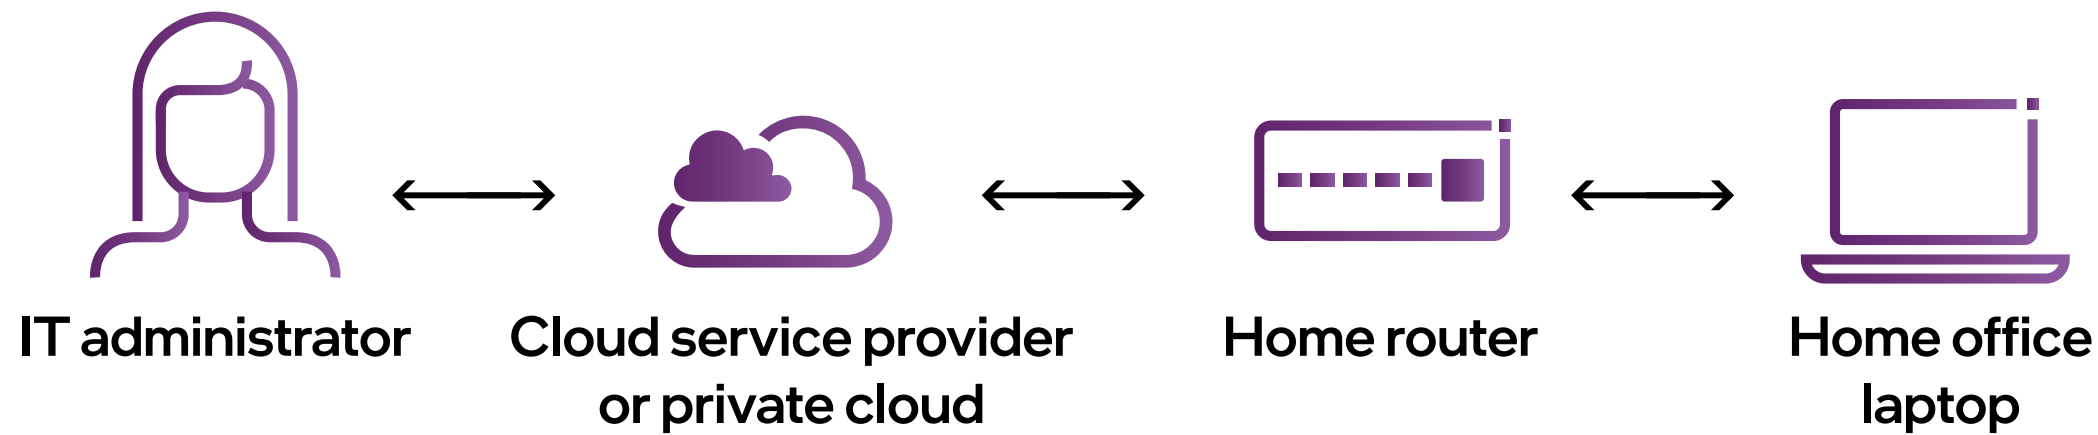 IT administrator
Cloud service provider
or private cloud
Home router
Home office
laptop